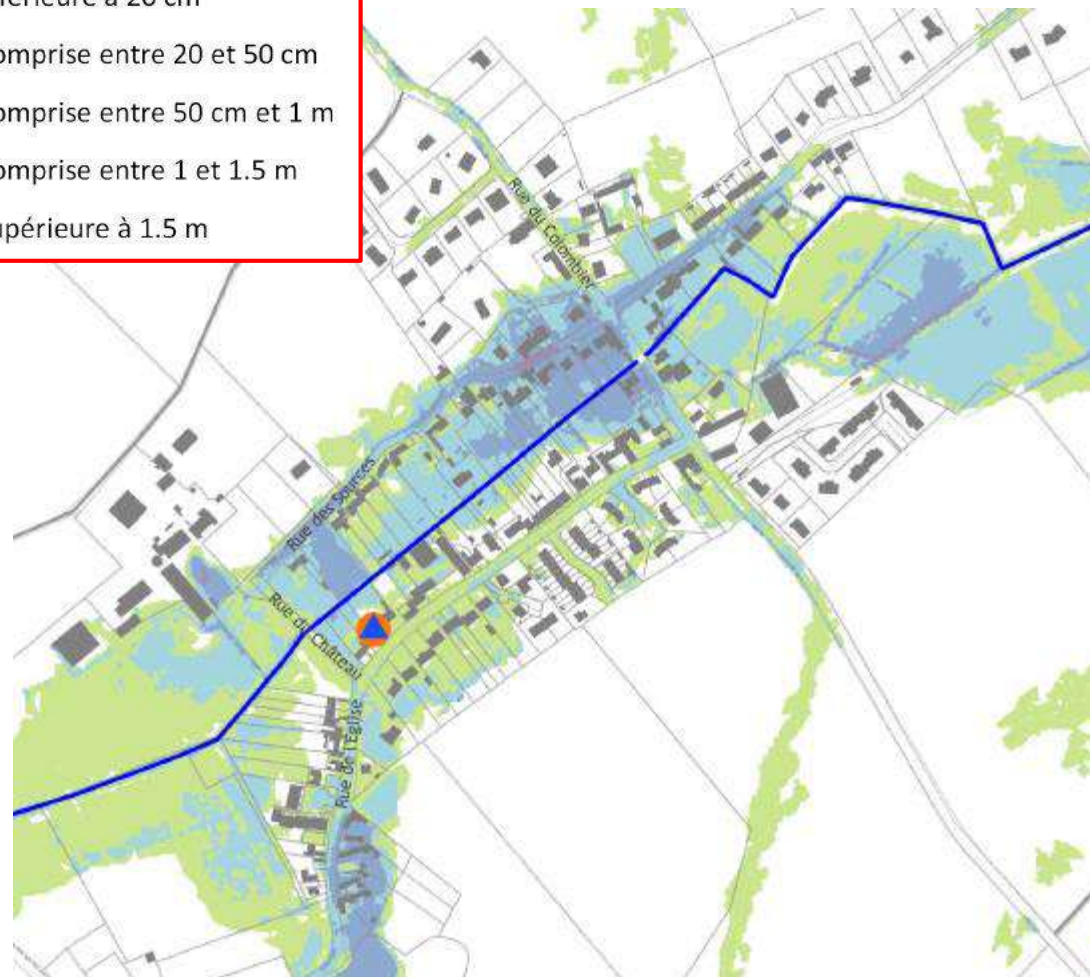 omprise entre 20 et 50 cm
omprise entre 50 cm et 1 m
omprise entre 1 et 1.5 m
upérieure à 1.5 m
Rue du Colombier
Rue des Sources
Rue du Château
Rue de l'Eglise